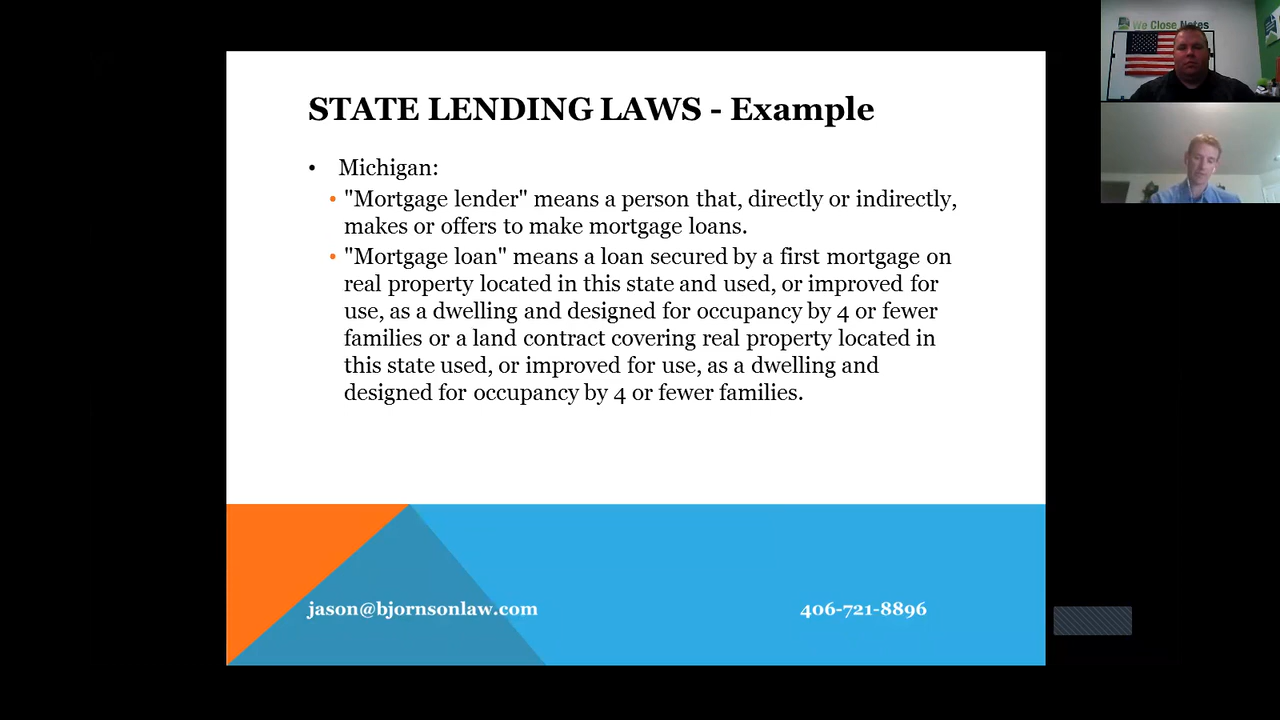 We Close Notes
STATE LENDING LAWS - Example
• Michigan:
• "Mortgage lender" means a person that, directly or indirectly,
makes or offers to make mortgage loans.
• "Mortgage loan" means a loan secured by a first mortgage on
real property located in this state and used, or improved for
use, as a dwelling and designed for occupancy by 4 or fewer
families or a land contract covering real property located in
this state used, or improved for use, as a dwelling and
designed for occupancy by 4 or fewer families.
jason@bjornsonlaw.com
406-721-8896